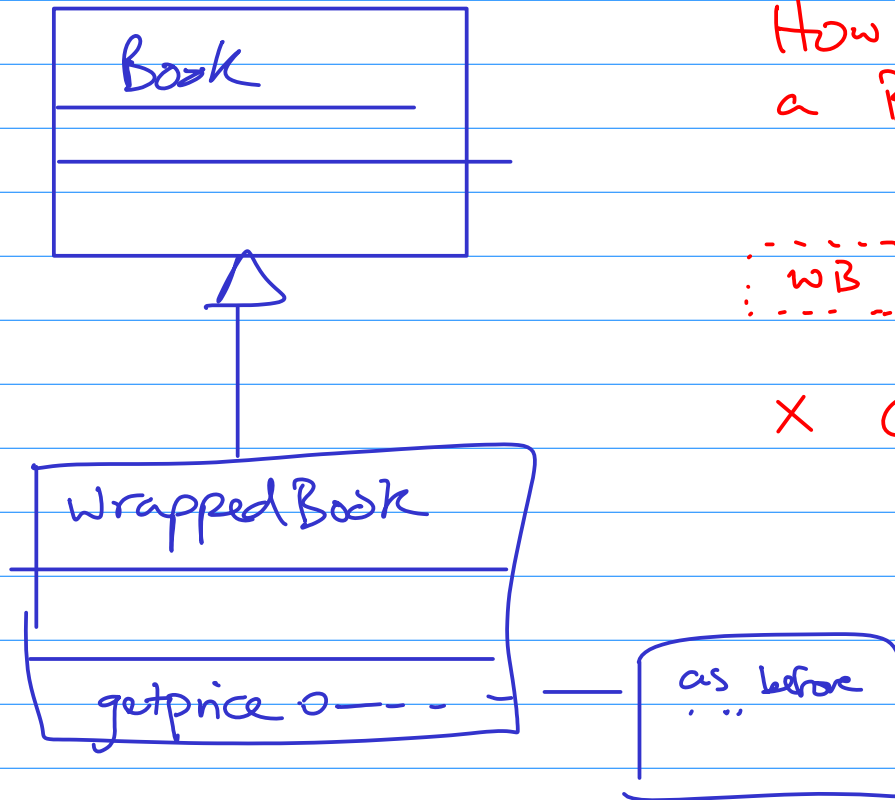 Book
How
a
WB
X
wrappedBook
getprice o - - - -
as before
...